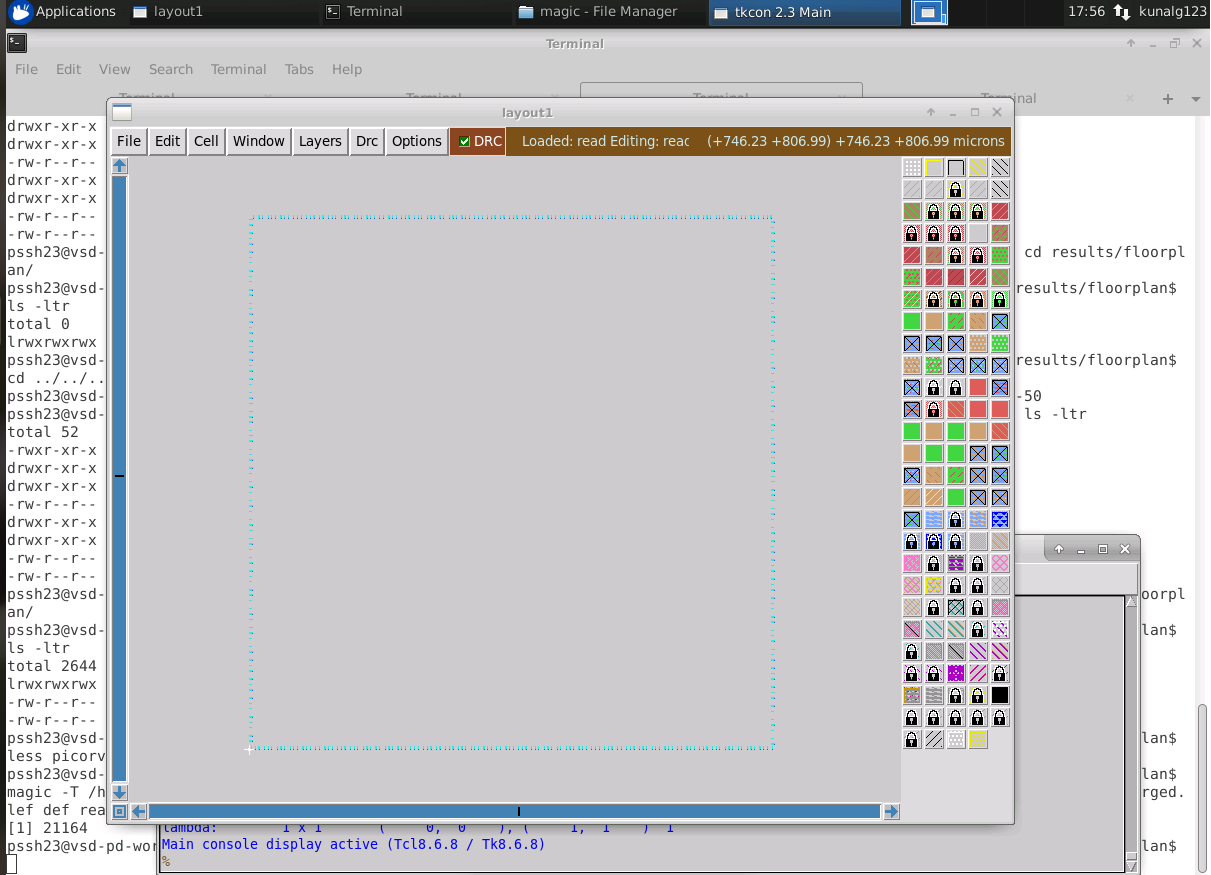 Applications layout1 Terminal magic - File Manager tkcon 2.3 Main 17:56 kunalg123
Terminal
File Edit View Search Terminal Tabs Help
Terminal Terminal Terminal Terminal
layout1
File Edit Cell Window Layers Drc Options DRC Loaded: read Editing: reac (+746.23 +806.99) +746.23 +806.99 microns
drwxr-xr-x
drwxr-xr-x
-rw-r--r--
drwxr-xr-x
drwxr-xr-x
-rw-r--r--
-rw-r--r--
pssh23@vsd- cd results/floorpl
an/
pssh23@vsd- results/floorplan$
ls -ltr
total 0
lrwxrwxrwx
pssh23@vsd- results/floorplan$
cd ../../..
pssh23@vsd- -50
pssh23@vsd- ls -ltr
total 52
-rwxr-xr-x
drwxr-xr-x
drwxr-xr-x
-rw-r--r--
drwxr-xr-x
drwxr-xr-x
-rw-r--r--
-rw-r--r--
pssh23@vsd- oorpl
an/
pssh23@vsd- lan$
ls -ltr
total 2644
lrwxrwxrwx
-rw-r--r--
-rw-r--r--
pssh23@vsd- lan$
less picorv
pssh23@vsd- lan$
magic -T /h rged.
lef def rea
[1] 21164
pssh23@vsd-pd-wor lan$
lambda: 1 x 1 ( 0, 0 ), ( 1, 1 ) 1
Main console display active (Tcl8.6.8 / Tk8.6.8)
%